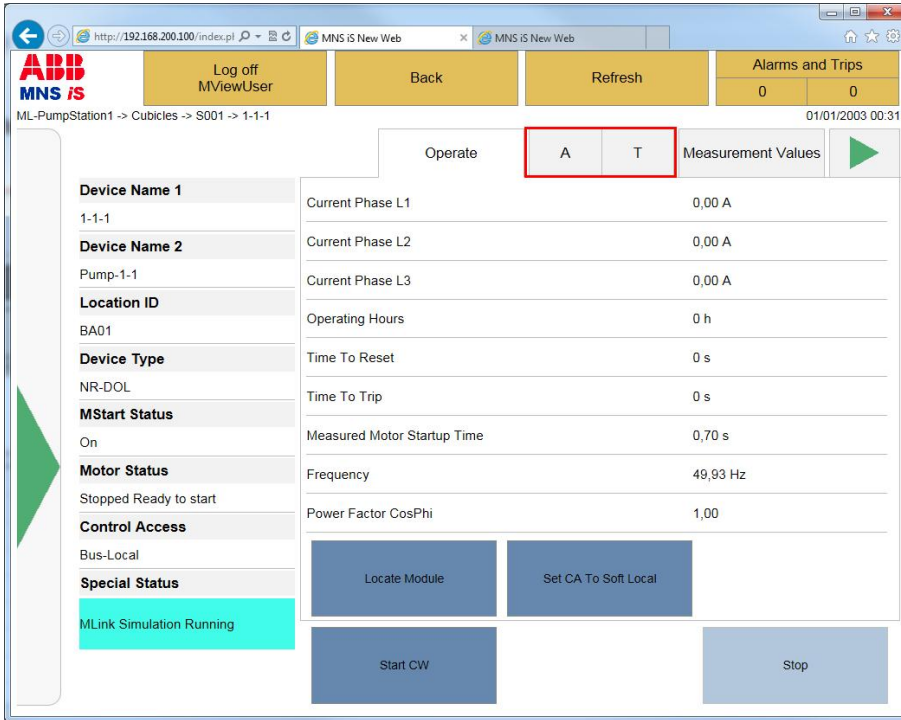 http://192.168.200.100/index.pl
MNS iS New Web
MNS iS New Web
ABB
MNS iS
Log off
MViewUser
Back
Refresh
Alarms and Trips
0 0
ML-PumpStation1 -> Cubicles -> S001 -> 1-1-1
01/01/2003 00:31
Operate
A
T
Measurement Values
Device Name 1
1-1-1
Device Name 2
Pump-1-1
Location ID
BA01
Device Type
NR-DOL
MStart Status
On
Motor Status
Stopped Ready to start
Control Access
Bus-Local
Special Status
MLink Simulation Running
Current Phase L1 0,00 A
Current Phase L2 0,00 A
Current Phase L3 0,00 A
Operating Hours 0 h
Time To Reset 0 s
Time To Trip 0 s
Measured Motor Startup Time 0,70 s
Frequency 49,93 Hz
Power Factor CosPhi 1,00
Locate Module
Set CA To Soft Local
Start CW
Stop